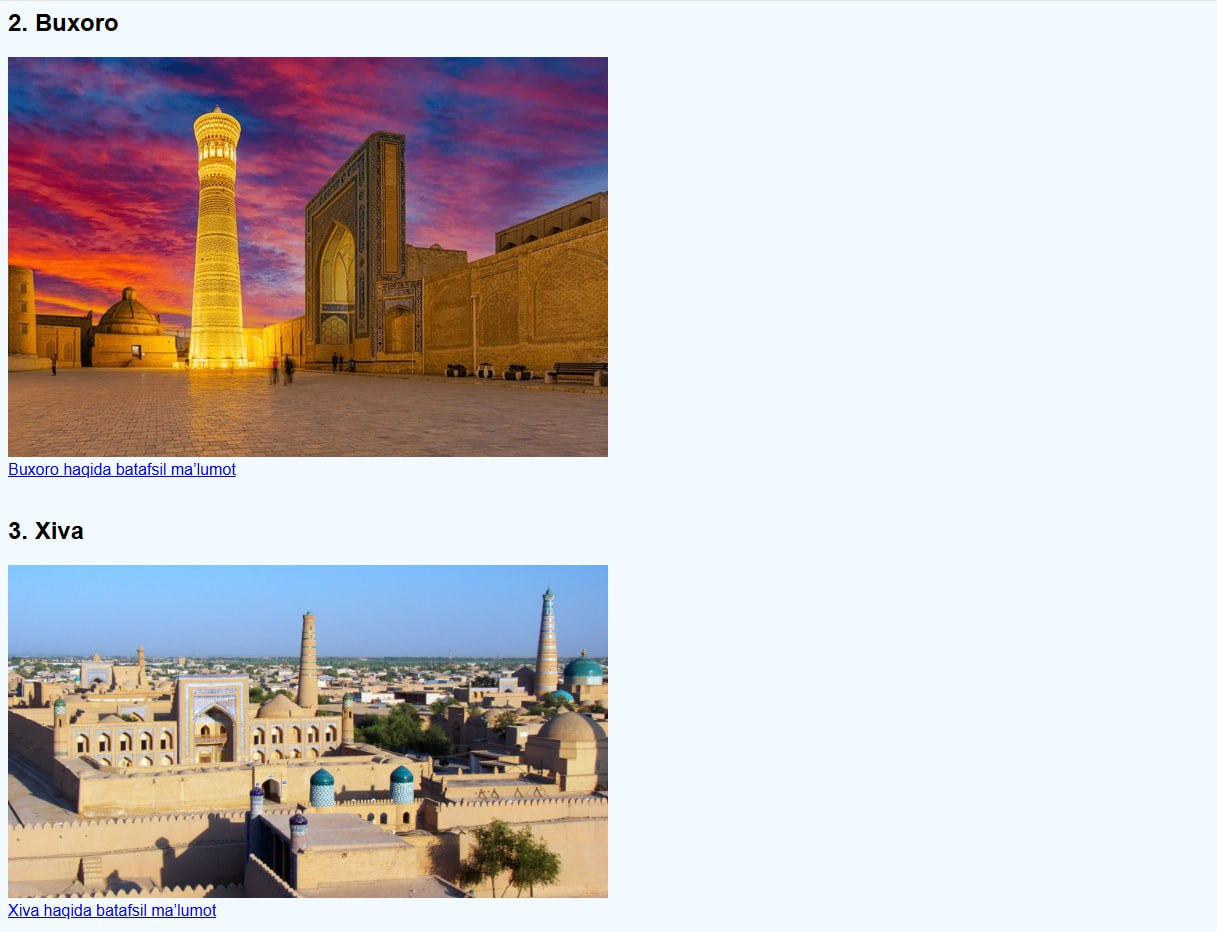 2. Buxoro
Buxoro haqida batafsil ma’lumot
3. Xiva
Xiva haqida batafsil ma’lumot